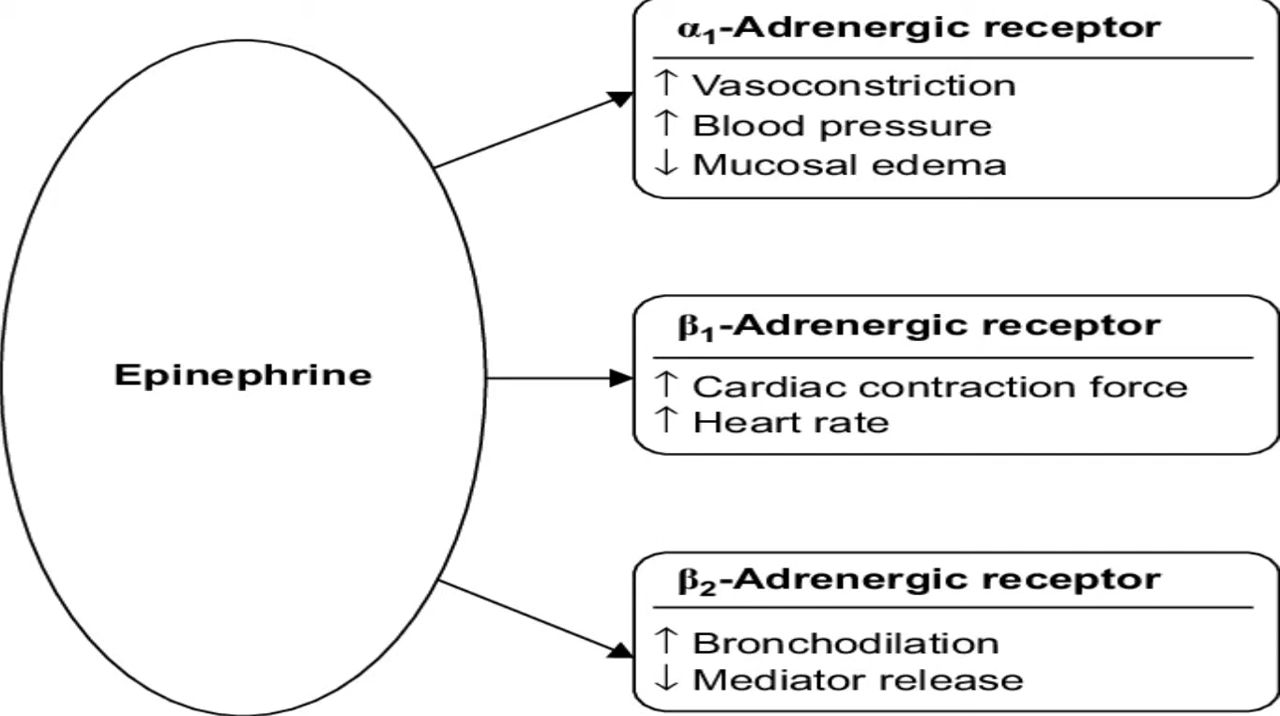 Epinephrine
α₁-Adrenergic receptor
↑ Vasoconstriction
↑ Blood pressure
↓ Mucosal edema
β₁-Adrenergic receptor
↑ Cardiac contraction force
↑ Heart rate
β₂-Adrenergic receptor
↑ Bronchodilation
↓ Mediator release